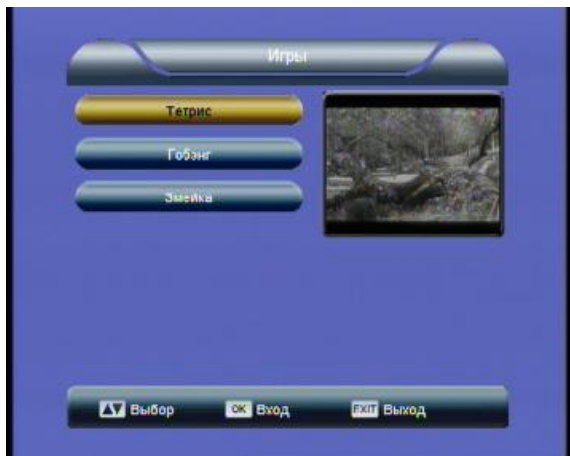 Игры
Тетрис
Гобэнг
Змейка
Выбор OK Вход EXIT Выход